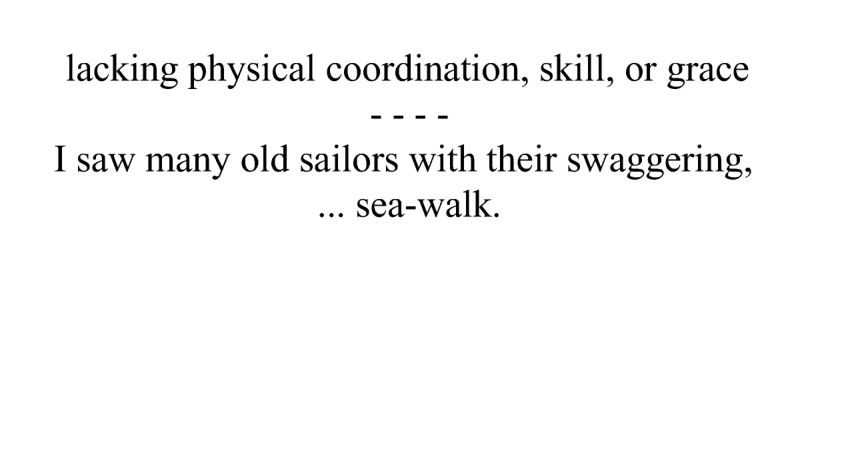 lacking physical coordination, skill, or grace
- - - -
I saw many old sailors with their swaggering,
... sea-walk.